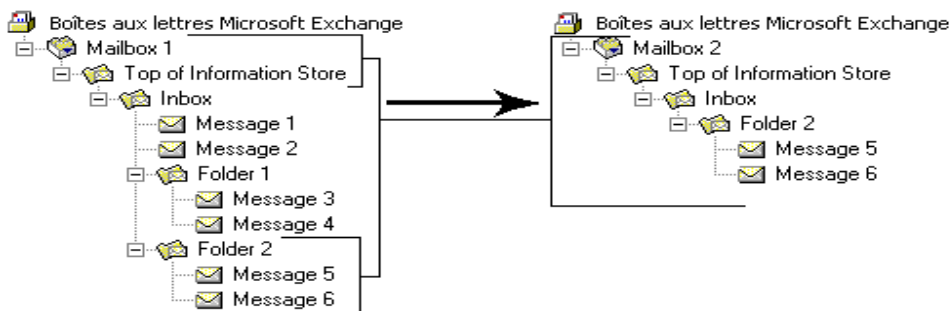 Boîtes aux lettres Microsoft Exchange
Mailbox 1
Top of Information Store
Inbox
Message 1
Message 2
Folder 1
Message 3
Message 4
Folder 2
Message 5
Message 6
Boîtes aux lettres Microsoft Exchange
Mailbox 2
Top of Information Store
Inbox
Folder 2
Message 5
Message 6